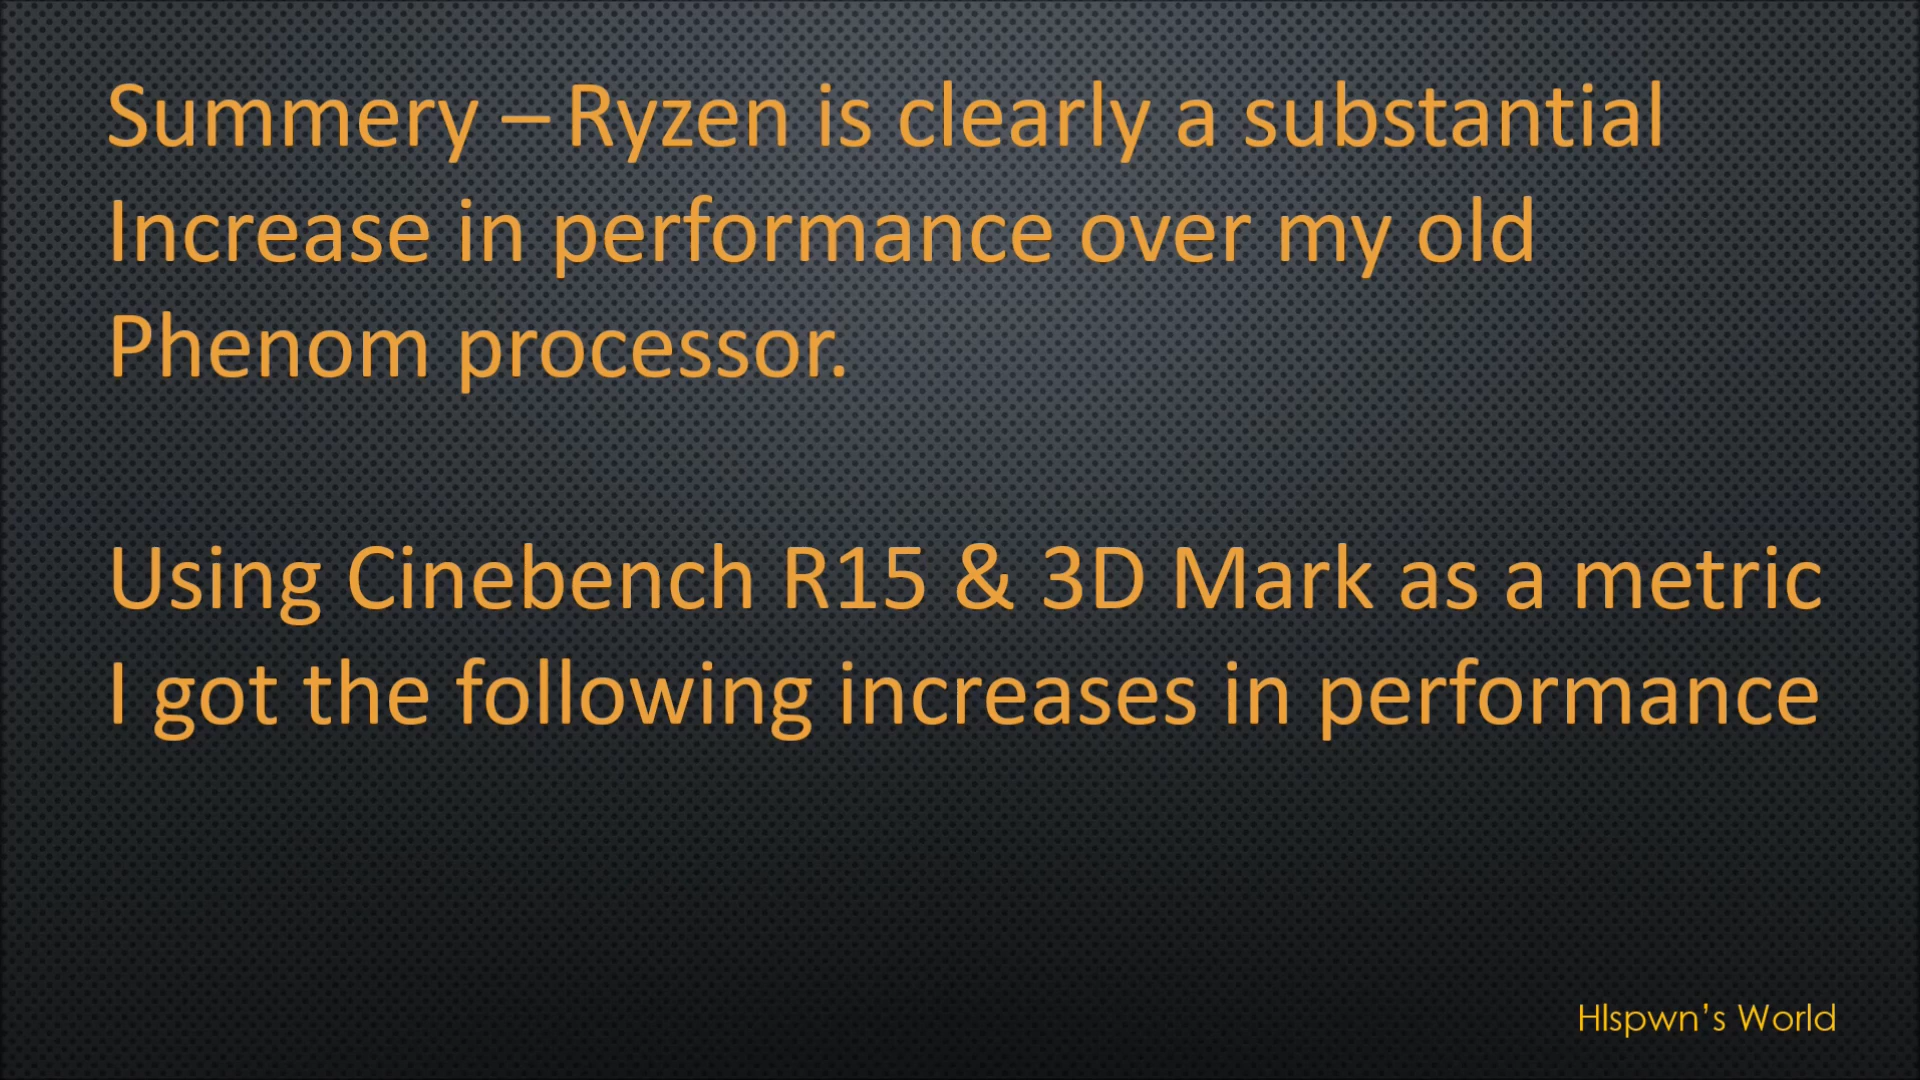 Summery – Ryzen is clearly a substantial
Increase in performance over my old
Phenom processor.
Using Cinebench R15 & 3D Mark as a metric
I got the following increases in performance
Hlspwn's World